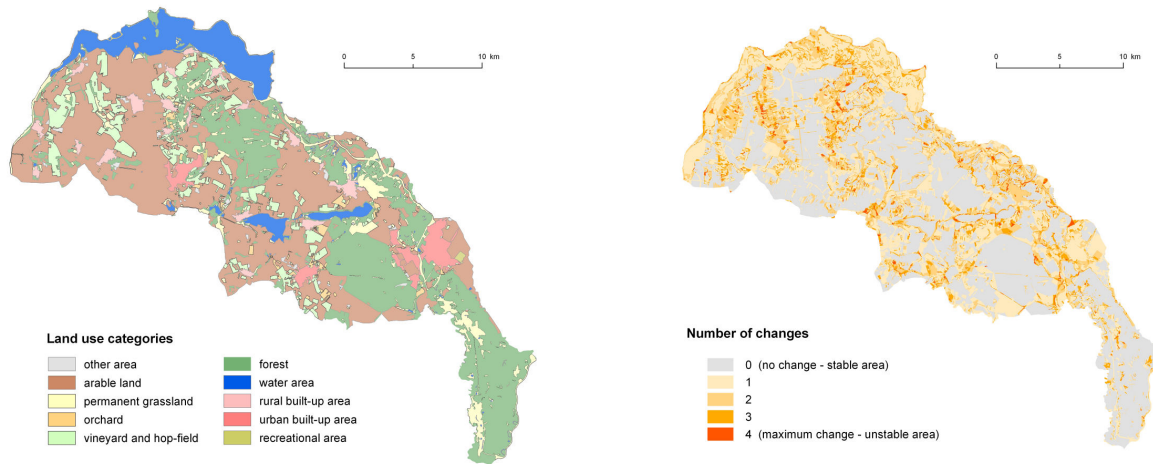 0 5 10 km
0 5 10 km
Land use categories
other area
arable land
permanent grassland
orchard
vineyard and hop-field
forest
water area
rural built-up area
urban built-up area
recreational area
Number of changes
0 (no change - stable area)
1
2
3
4 (maximum change - unstable area)